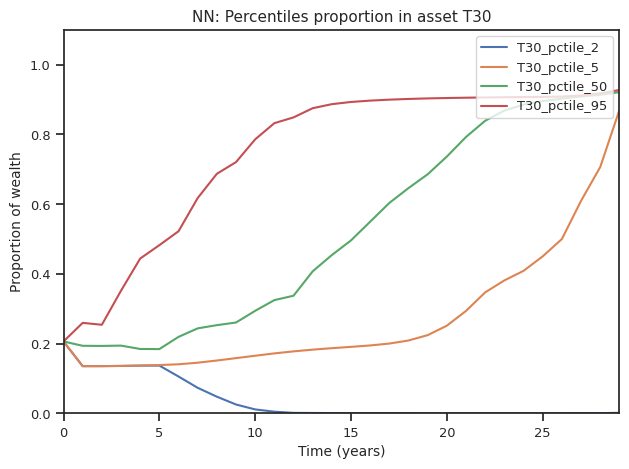 NN: Percentiles proportion in asset T30
T30_pctile_2
T30_pctile_5
T30_pctile_50
T30_pctile_95
1.0
0.8
0.6
0.4
0.2
0.0
Proportion of wealth
0 5 10 15 20 25
Time (years)